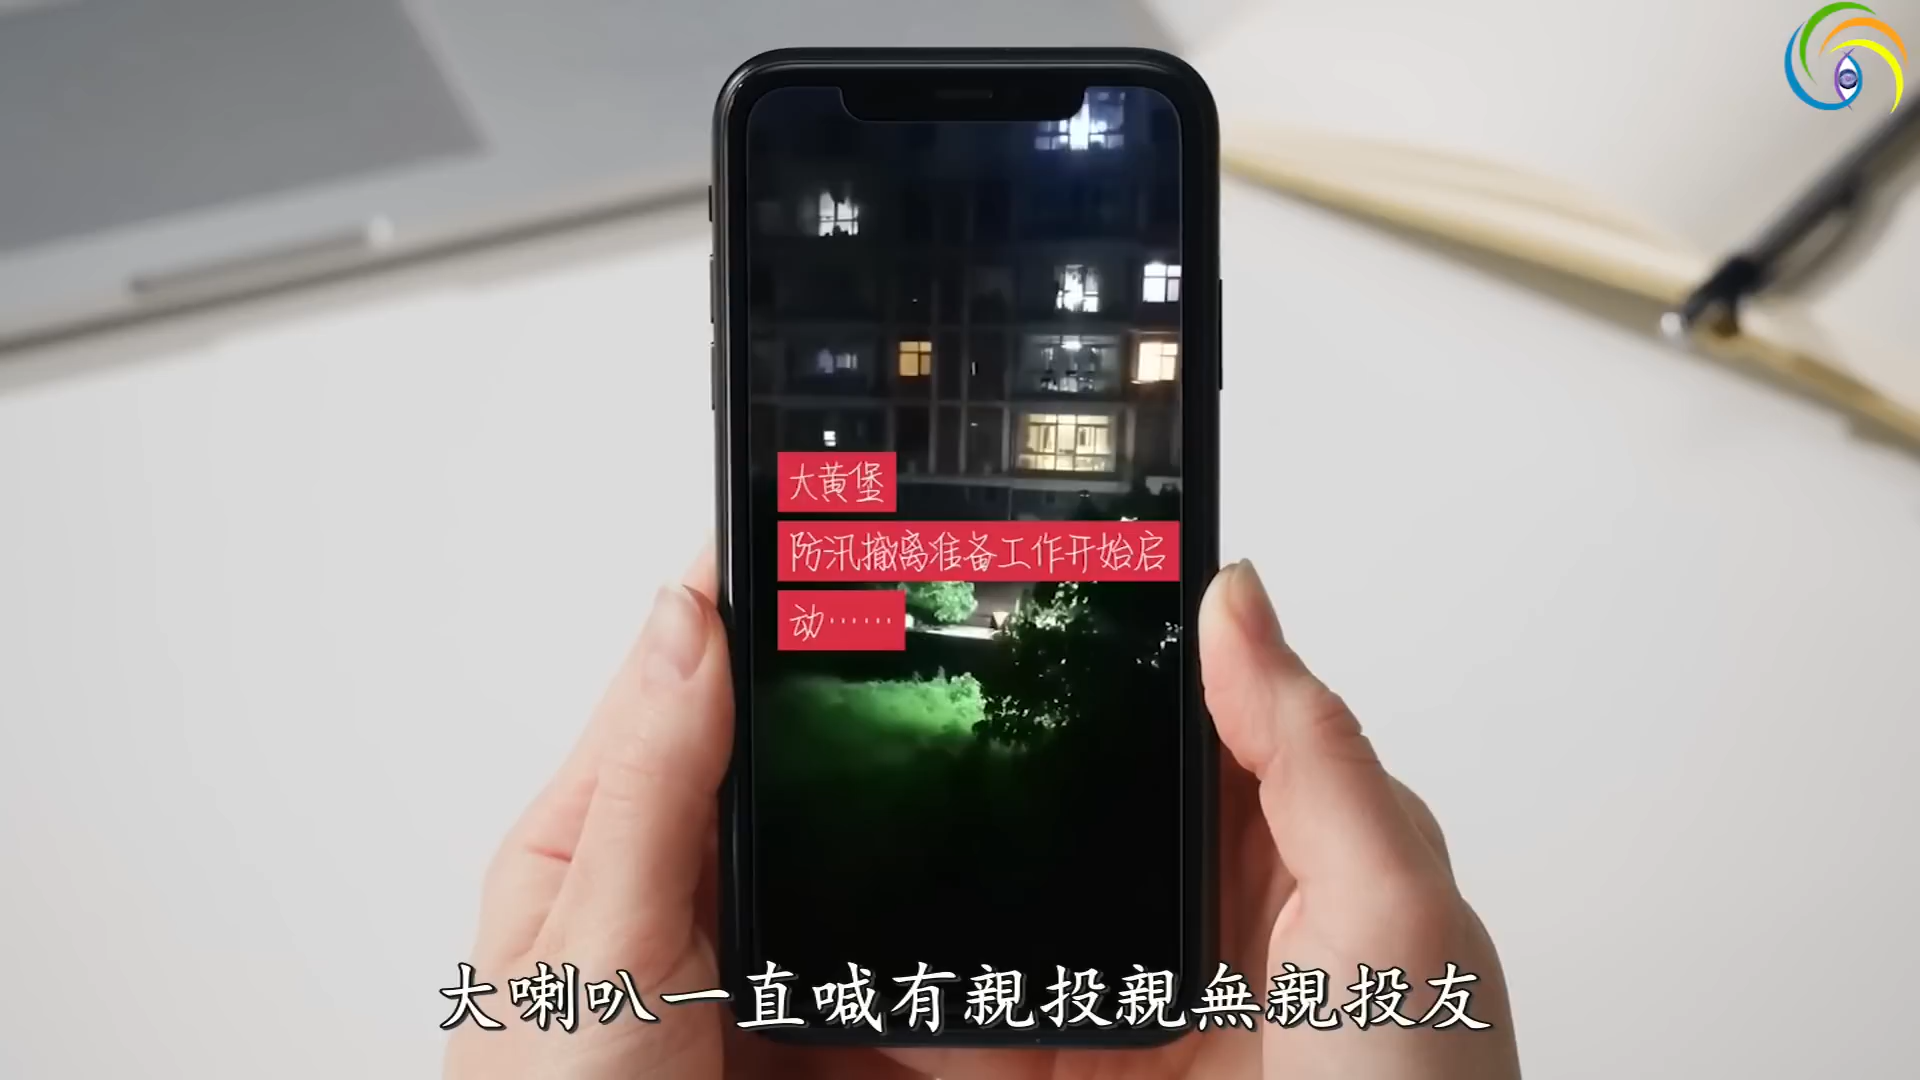 大黄堡
防汛撤离准备工作开始启
动……
大喇叭一直喊有親投親無親投友